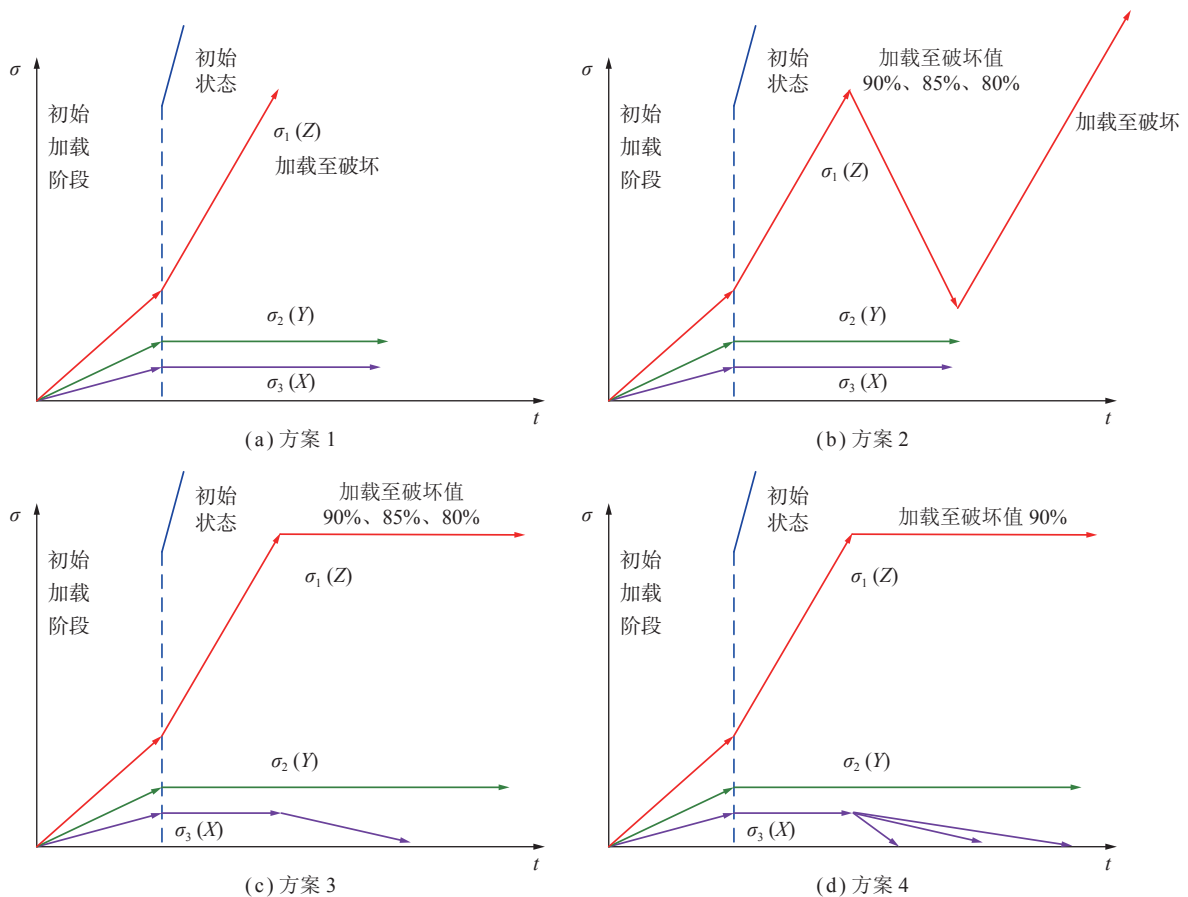 σ
初始
加载
阶段
初始
状态
σ1 (Z)
加载至破坏
σ2 (Y)
σ3 (X)
t
(a) 方案 1
σ
初始
加载
阶段
初始
状态
加载至破坏值
90%、85%、80%
σ1 (Z)
加载至破坏
σ2 (Y)
σ3 (X)
t
(b) 方案 2
σ
初始
加载
阶段
初始
状态
加载至破坏值
90%、85%、80%
σ1 (Z)
σ2 (Y)
σ3 (X)
t
(c) 方案 3
σ
初始
加载
阶段
初始
状态
加载至破坏值 90%
σ1 (Z)
σ2 (Y)
σ3 (X)
t
(d) 方案 4